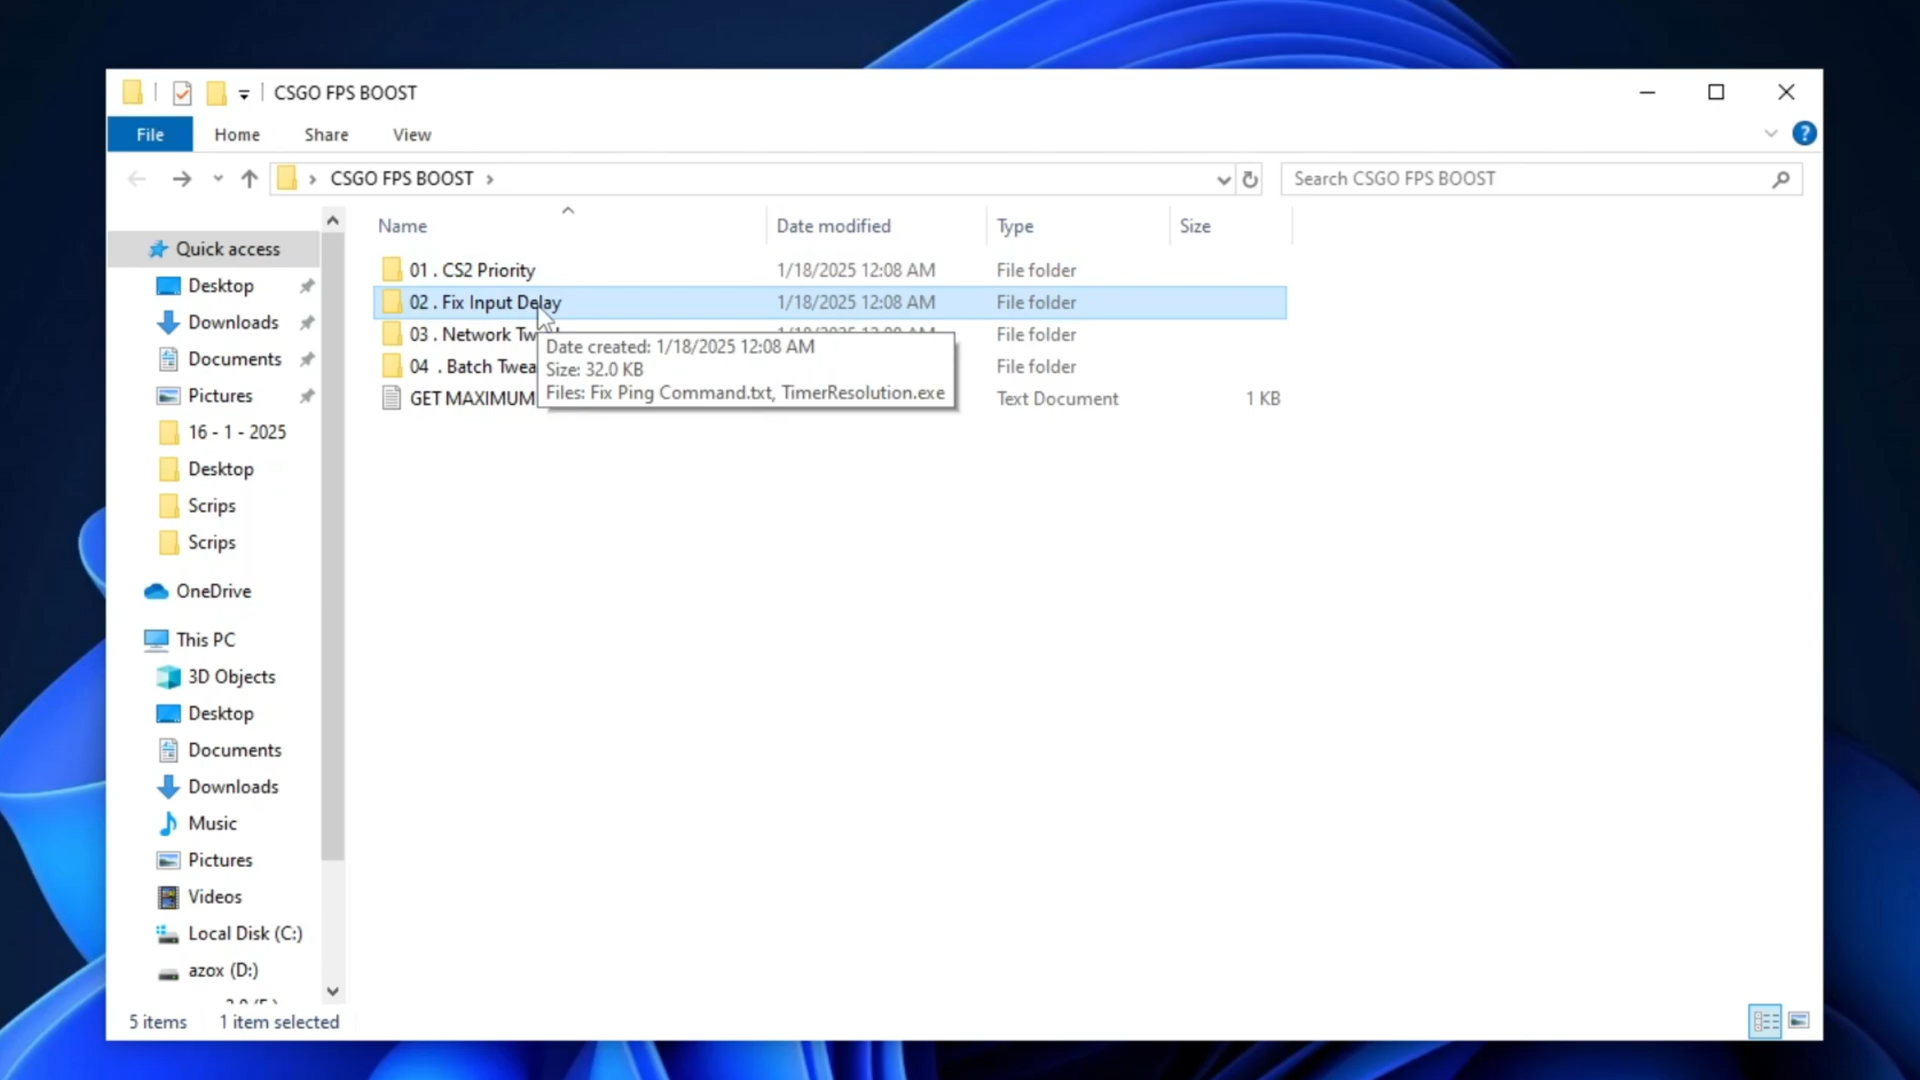 CSGO FPS BOOST
File Home Share View
CSGO FPS BOOST
Search CSGO FPS BOOST
Name Date modified Type Size
01 . CS2 Priority 1/18/2025 12:08 AM File folder
02 . Fix Input Delay 1/18/2025 12:08 AM File folder
03 . Network File folder
04 . Batch File folder
GET MAXIMUM Text Document 1 KB
Date created: 1/18/2025 12:08 AM
Size: 32.0 KB
Files: Fix Ping Command.txt, TimerResolution.exe
Quick access
Desktop
Downloads
Documents
Pictures
16 - 1 - 2025
Desktop
Scrips
Scrips
OneDrive
This PC
3D Objects
Desktop
Documents
Downloads
Music
Pictures
Videos
Local Disk (C:)
azox (D:)
5 items 1 item selected